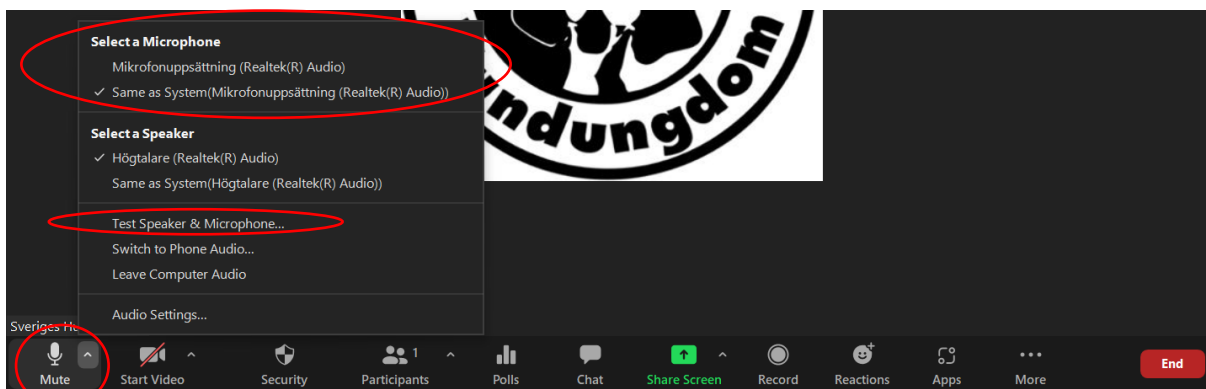 Select a Microphone
Mikrofonuppsättning (Realtek(R) Audio)
Same as System(Mikrofonuppsättning (Realtek(R) Audio))
Select a Speaker
Högtalare (Realtek(R) Audio)
Same as System(Högtalare (Realtek(R) Audio))
Test Speaker & Microphone...
Switch to Phone Audio...
Leave Computer Audio
Audio Settings...
ndungdom
Sveriges
Mute
Start Video
Security
Participants 1
Polls
Chat
Share Screen
Record
Reactions
Apps
More
End